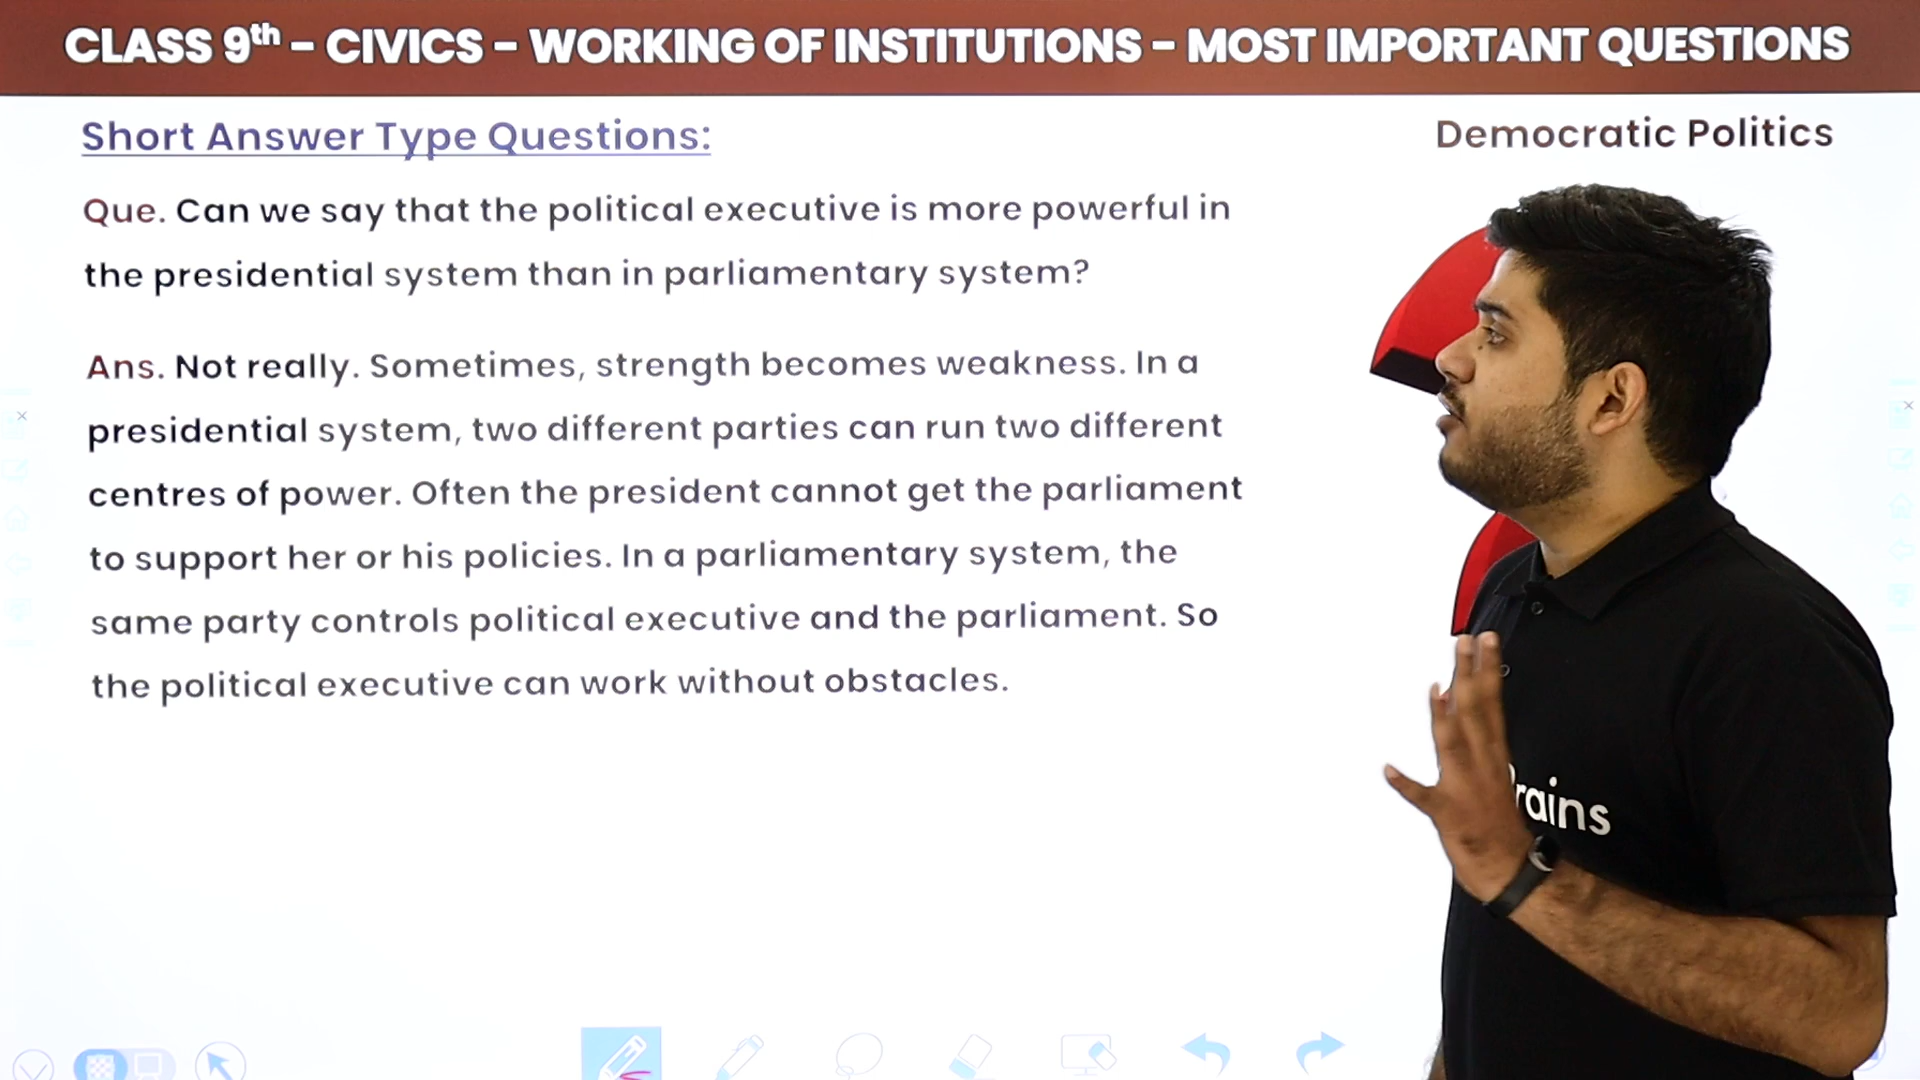 CLASS 9th – CIVICS – WORKING OF INSTITUTIONS – MOST IMPORTANT QUESTIONS
Short Answer Type Questions:
Democratic Politics
Que. Can we say that the political executive is more powerful in
the presidential system than in parliamentary system?
Ans. Not really. Sometimes, strength becomes weakness. In a
presidential system, two different parties can run two different
centres of power. Often the president cannot get the parliament
to support her or his policies. In a parliamentary system, the
same party controls political executive and the parliament. So
the political executive can work without obstacles.